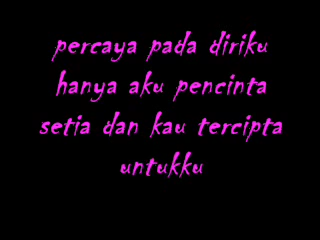 percaya pada diriku
hanya aku pencinta
setia dan kau tercipta
untukku